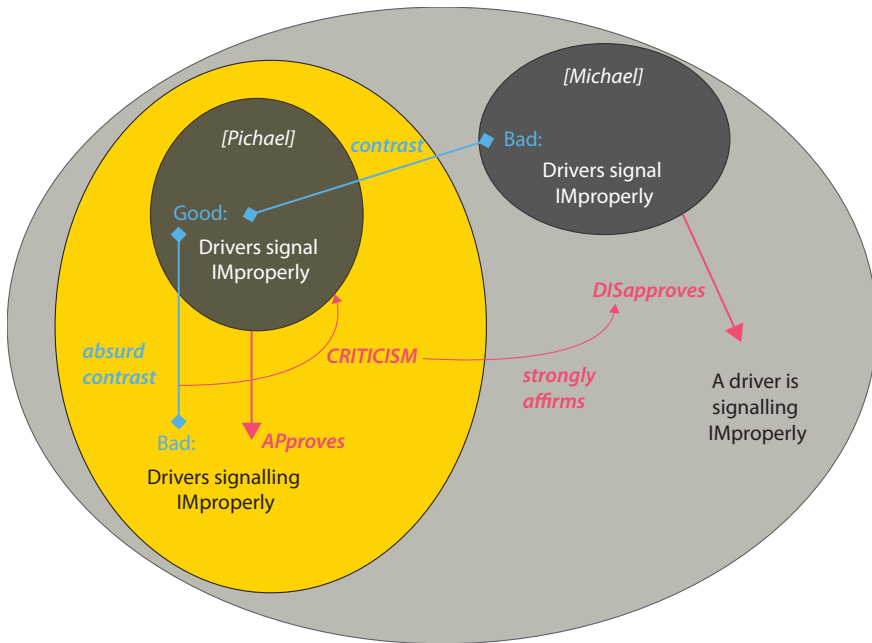 [Pichael]
contrast
Good:
Drivers signal
IMproperly
absurd
contrast
CRITICISM
Bad:
APproves
Drivers signalling
IMproperly
[Michael]
Bad:
Drivers signal
IMproperly
DISapproves
strongly
affirms
A driver is
signalling
IMproperly